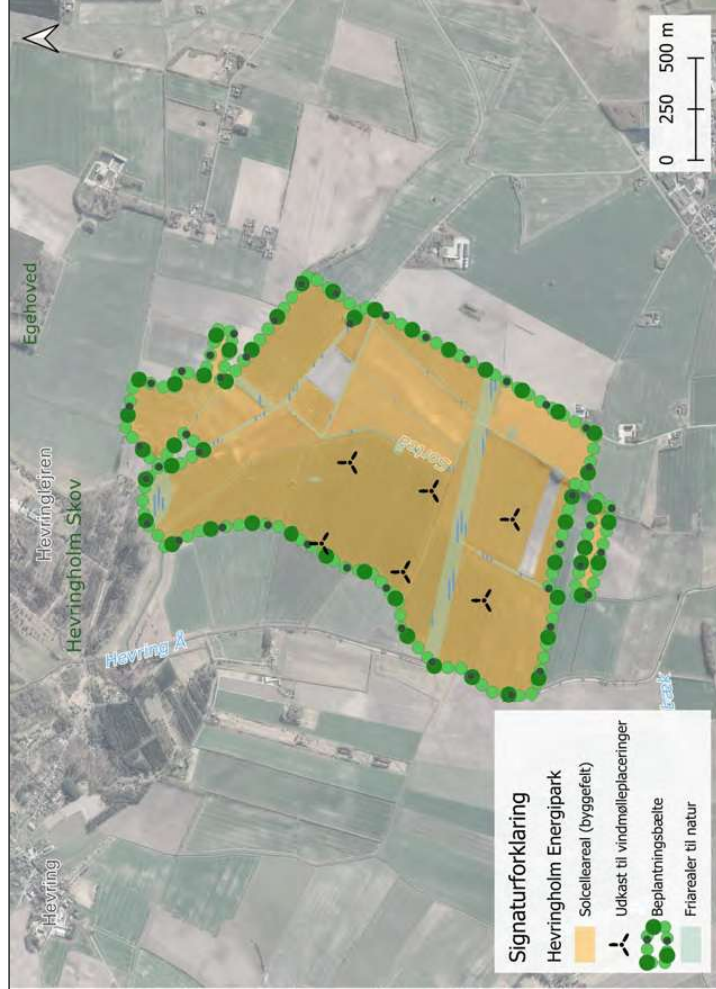 Hevring
Hevringlejren
Hevringholm Skov
Egehoved
Hevring Å
Signaturforklaring
Hevringholm Energipark
Solcelleareal (byggefelt)
Udkast til vindmølleplaceringer
Beplantningsbælte
Friarealer til natur
0 250 500 m